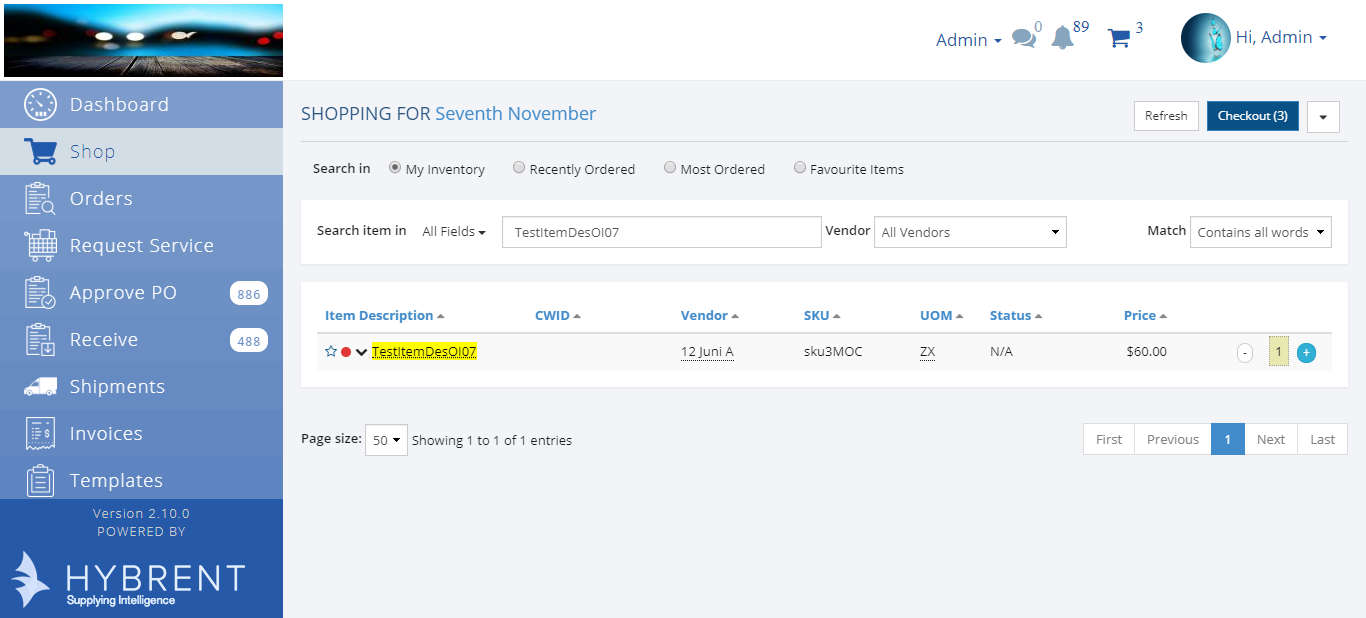 Admin 0 89 3 Hi, Admin
Dashboard
Shop
Orders
Request Service
Approve PO 886
Receive 488
Shipments
Invoices
Templates
Version 2.10.0
POWERED BY
HYBRENT
Supplying Intelligence
SHOPPING FOR Seventh November
Refresh Checkout (3)
Search in My Inventory Recently Ordered Most Ordered Favourite Items
Search item in All Fields TestItemDesOI07 Vendor All Vendors Match Contains all words
Item Description CWID Vendor SKU UOM Status Price
TestItemDesOI07 12 Juni A sku3MOC ZX N/A $60.00 - 1 +
Page size: 50 Showing 1 to 1 of 1 entries First Previous 1 Next Last